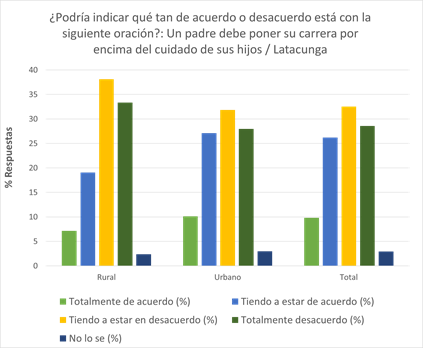 ¿Podría indicar qué tan de acuerdo o desacuerdo está con la
siguiente oración?: Un padre debe poner su carrera por
encima del cuidado de sus hijos / Latacunga
% Respuestas
40
35
30
25
20
15
10
5
0
Rural
Urbano
Total
Totalmente de acuerdo (%)
Tiendo a estar de acuerdo (%)
Tiendo a estar en desacuerdo (%)
Totalmente desacuerdo (%)
No lo se (%)